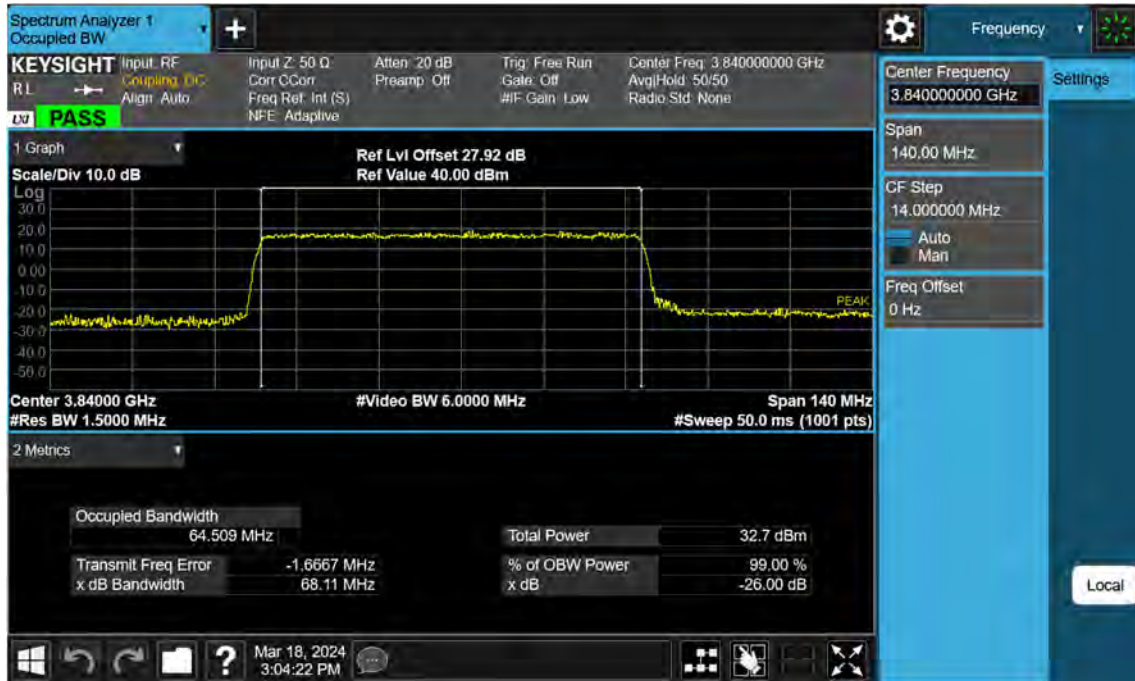 Spectrum Analyzer 1
Occupied BW
+
Frequency
KEYSIGHT
R L
LXI
PASS
Input: RF
Coupling: DC
Align: Auto
Input Z: 50 Ω
Corr CCorr
Freq Ref: Int (S)
NFE: Adaptive
Atten: 20 dB
Preamp: Off
Trig: Free Run
Gate: Off
#IF Gain: Low
Center Freq: 3.840000000 GHz
Avg|Hold: 50/50
Radio Std: None
Center Frequency
3.840000000 GHz
Settings
Span
140.00 MHz
CF Step
14.000000 MHz
Auto
Man
Freq Offset
0 Hz
1 Graph
Scale/Div 10.0 dB
Ref Lvl Offset 27.92 dB
Ref Value 40.00 dBm
Log
30.0
20.0
10.0
0.00
-10.0
-20.0
-30.0
-40.0
-50.0
PEAK
Center 3.84000 GHz
#Video BW 6.0000 MHz
Span 140 MHz
#Res BW 1.5000 MHz
#Sweep 50.0 ms (1001 pts)
2 Metrics
Occupied Bandwidth
64.509 MHz
Total Power 32.7 dBm
Transmit Freq Error -1.6667 MHz
% of OBW Power 99.00 %
x dB Bandwidth 68.11 MHz
x dB -26.00 dB
Local
?
Mar 18, 2024
3:04:22 PM